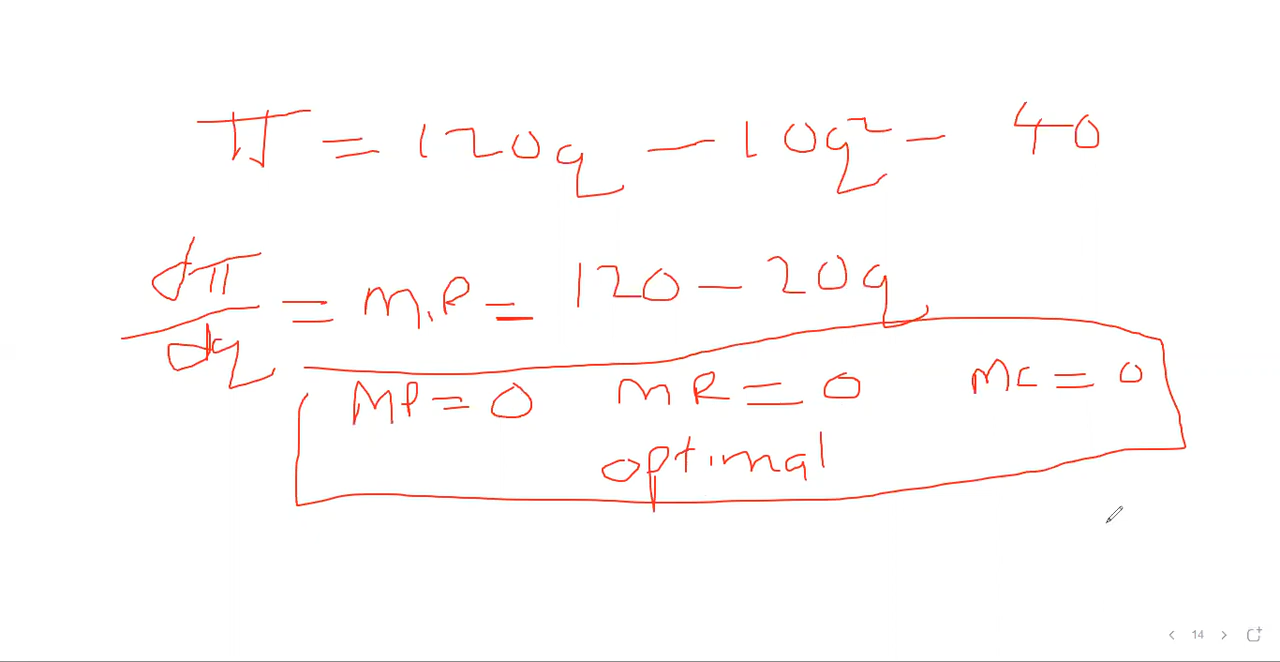 π = 120q - 10q² - 40
dπ/dq = M.P = 120 - 20q
MP = 0 MR = 0 MC = 0
optimal
14